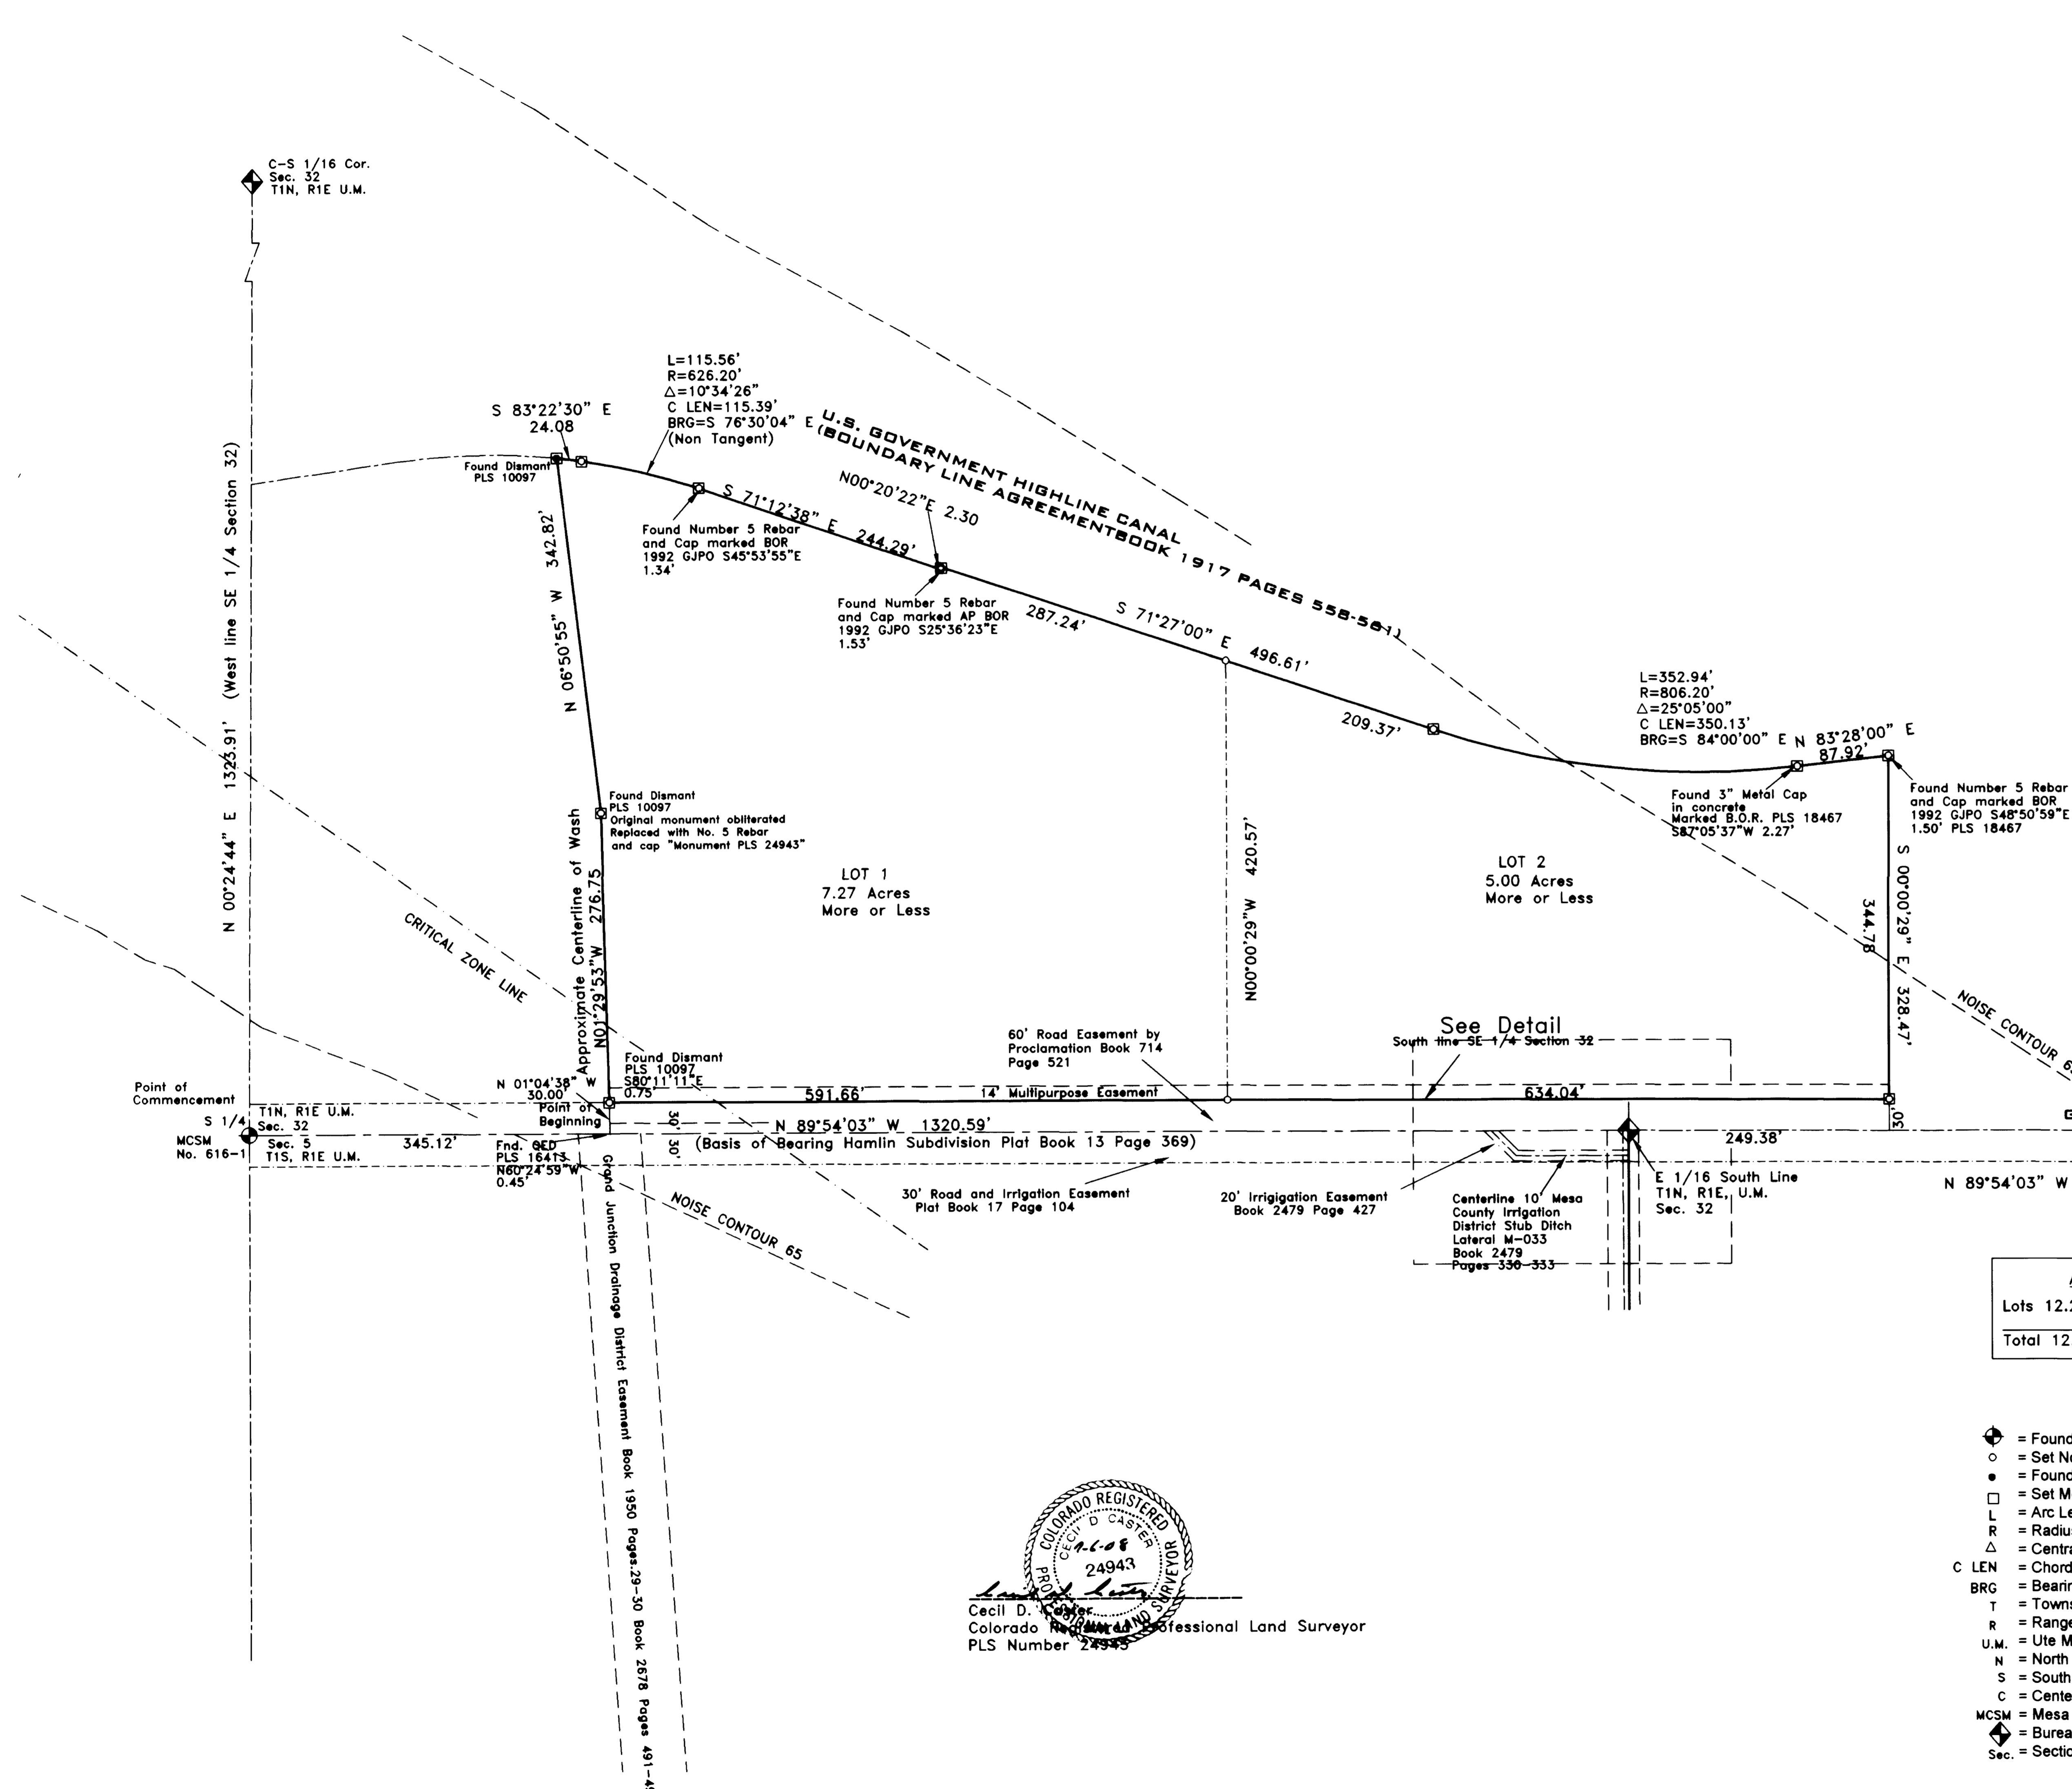 C-S 1/16 Cor.
Sec. 32
T1N, R1E U.M.
L=115.56'
R=626.20'
△=10°34'26"
C LEN=115.39'
BRG=S 76°30'04" E
(Non Tangent)
S 83°22'30" E
24.08
U.S. GOVERNMENT HIGHLINE CANAL
(BOUNDARY LINE AGREEMENTBOOK 1917 PAGES 558-561)
Found Dismant
PLS 10097
N00°20'22"E 2.30
S 71°12'38" E 244.29'
Found Number 5 Rebar
and Cap marked BOR
1992 GJPO S45°53'55"E
1.34'
Found Number 5 Rebar
and Cap marked AP BOR
1992 GJPO S25°36'23"E
1.53'
287.24'
S 71°27'00" E 496.61'
209.37'
L=352.94'
R=806.20'
△=25°05'00"
C LEN=350.13'
BRG=S 84°00'00" E
N 83°28'00" E
87.92'
Found 3" Metal Cap
in concrete
Marked B.O.R. PLS 18467
S87°05'37"W 2.27'
Found Number 5 Rebar
and Cap marked BOR
1992 GJPO S48°50'59"E
1.50' PLS 18467
N 00°24'44" E 1323.91' (West line SE 1/4 Section 32)
N 06°50'55" W 342.82'
Found Dismant
PLS 10097
Original monument obliterated
Replaced with No. 5 Rebar
and cap "Monument PLS 24943"
Approximate Centerline of Wash
N01°29'53"W 276.75
LOT 1
7.27 Acres
More or Less
N00°00'29"W 420.57'
LOT 2
5.00 Acres
More or Less
S 00°00'29" E 328.47'
344.78
CRITICAL ZONE LINE
NOISE CONTOUR 6
See Detail
South line SE 1/4 Section 32
60' Road Easement by
Proclamation Book 714
Page 521
Found Dismant
PLS 10097
S80°11'11"E
0.75'
N 01°04'38" W
30.00'
Point of
Beginning
Point of
Commencement
591.66'
14' Multipurpose Easement
634.04'
30'
S 1/4
T1N, R1E U.M.
Sec. 32
MCSM
No. 616-1
Sec. 5
T1S, R1E U.M.
345.12'
Fnd. QED
PLS 16413
N60°24'59"W
0.45'
30' 30'
N 89°54'03" W 1320.59'
(Basis of Bearing Hamlin Subdivision Plat Book 13 Page 369)
249.38'
30' Road and Irrigation Easement
Plat Book 17 Page 104
20' Irrigigation Easement
Book 2479 Page 427
Centerline 10' Mesa
County Irrigation
District Stub Ditch
Lateral M-033
Book 2479
Pages 330-333
E 1/16 South Line
T1N, R1E, U.M.
Sec. 32
N 89°54'03" W
NOISE CONTOUR 65
Grand Junction Drainage District Easement Book 1950 Pages.29-30 Book 2678 Pages 491-4
Lots 12.
Total 12
= Found
= Set N
= Found
= Set M
L = Arc Le
R = Radiu
△ = Centr
C LEN = Chord
BRG = Bearin
T = Towns
R = Range
U.M. = Ute M
N = North
S = South
C = Cente
MCSM = Mesa
= Burea
Sec. = Sectio
COLORADO REGISTERED
CECIL D CASTER
24943
PROFESSIONAL LAND SURVEYOR
Cecil D. Caster
Colorado Registered Professional Land Surveyor
PLS Number 24943